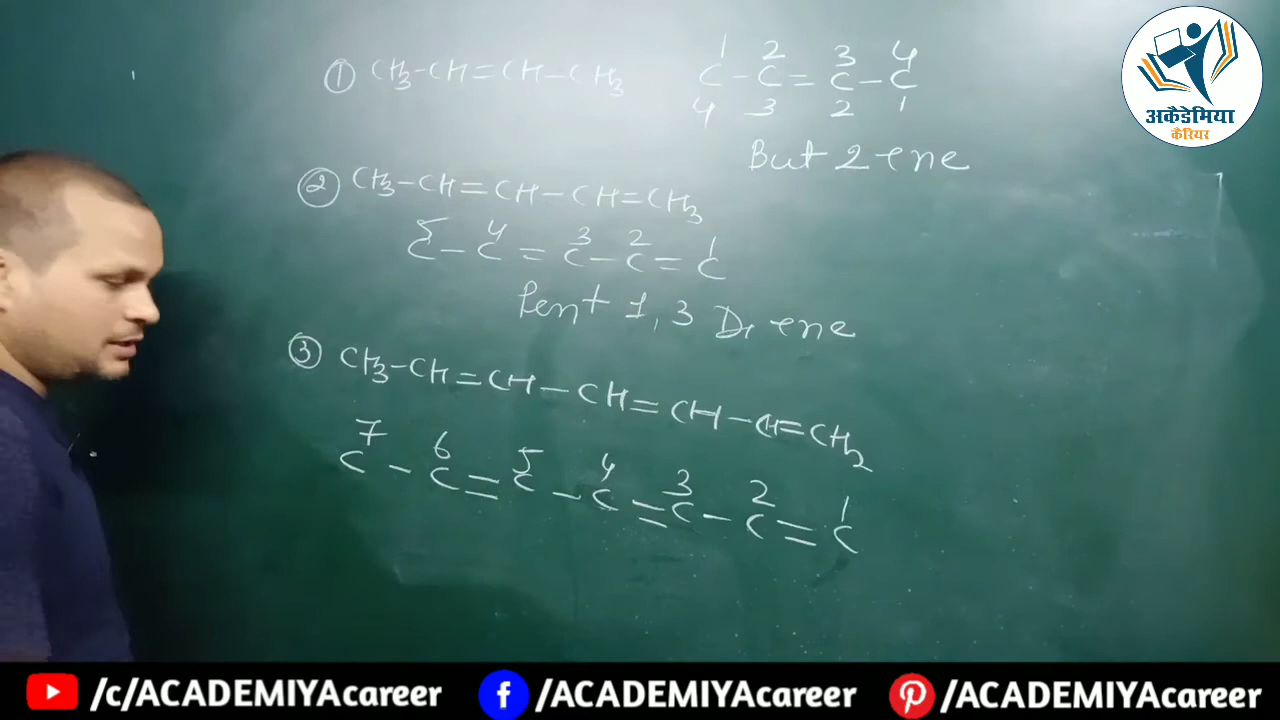 ① CH₃-CH=CH-CH₃
1 2 3 4
C-C=C-C
4 3 2 1
But 2 ene
② CH₃-CH=CH-CH=CH₃
5 4 3 2 1
C-C=C-C=C
Pent 1,3 Di ene
③ CH₃-CH=CH-CH=CH-CH=CH₂
7 6 5 4 3 2 1
C-C=C-C=C-C=C
अकैडेमिया
कैरियर
/c/ACADEMIYAcareer
/ACADEMIYAcareer
/ACADEMIYAcareer